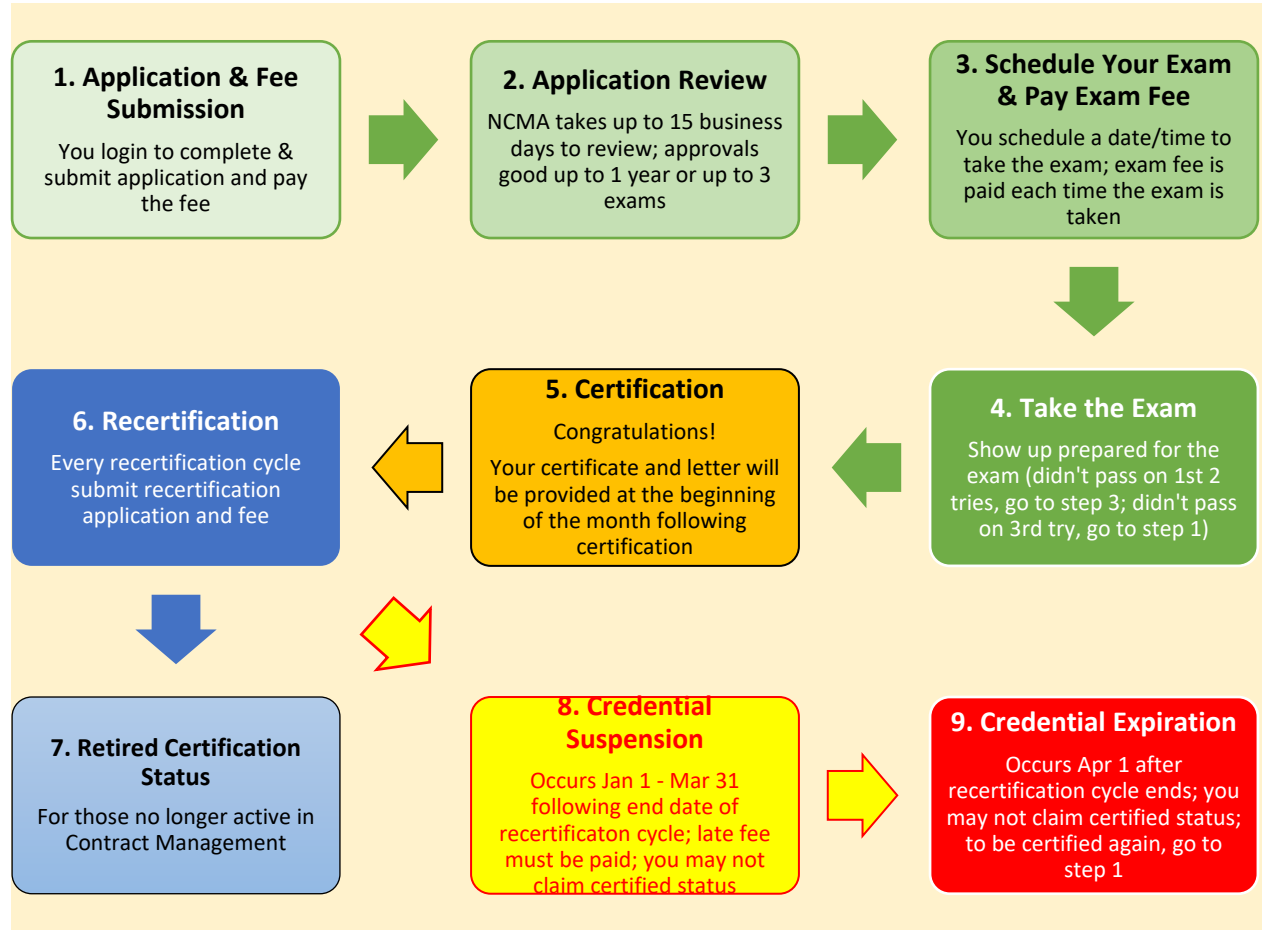 1. Application & Fee
Submission
You login to complete &
submit application and pay
the fee
2. Application Review
NCMA takes up to 15 business
days to review; approvals
good up to 1 year or up to 3
exams
3. Schedule Your Exam
& Pay Exam Fee
You schedule a date/time to
take the exam; exam fee is
paid each time the exam is
taken
4. Take the Exam
Show up prepared for the
exam (didn't pass on 1st 2
tries, go to step 3; didn't pass
on 3rd try, go to step 1)
5. Certification
Congratulations!
Your certificate and letter will
be provided at the beginning
of the month following
certification
6. Recertification
Every recertification cycle
submit recertification
application and fee
7. Retired Certification
Status
For those no longer active in
Contract Management
8. Credential
Suspension
Occurs Jan 1 - Mar 31
following end date of
recertificaton cycle; late fee
must be paid; you may not
claim certified status
9. Credential Expiration
Occurs Apr 1 after
recertification cycle ends; you
may not claim certified status;
to be certified again, go to
step 1